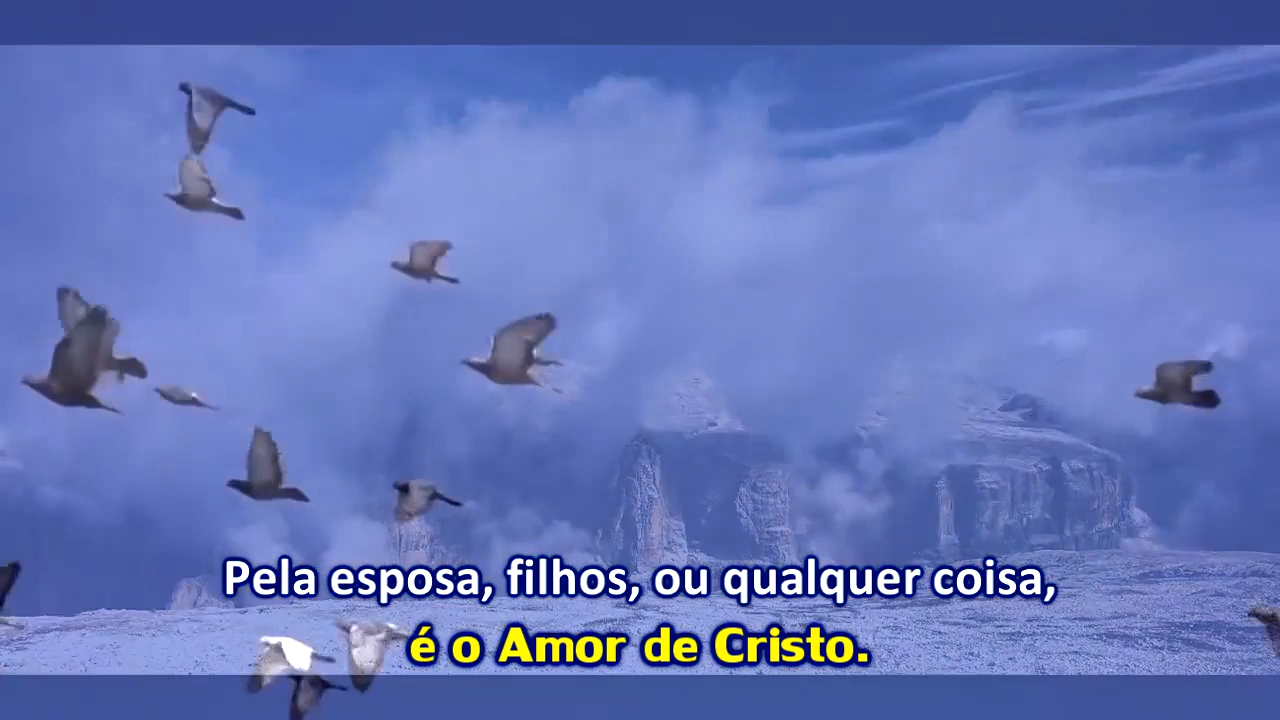 Pela esposa, filhos, ou qualquer coisa,
é o Amor de Cristo.